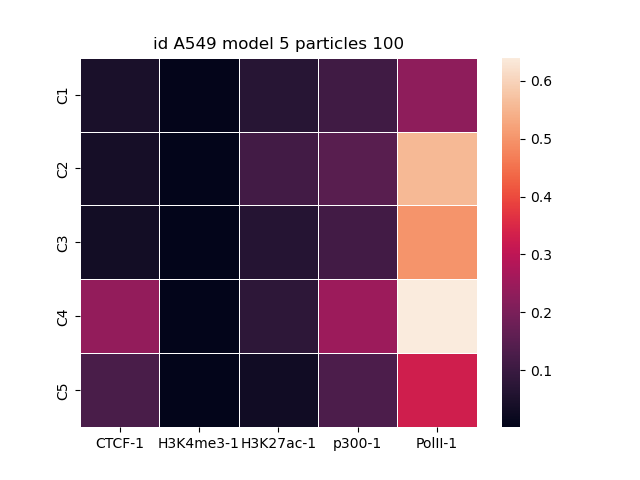 id A549 model 5 particles 100
C1
C2
C3
C4
C5
CTCF-1 H3K4me3-1 H3K27ac-1 p300-1 PolII-1
0.6
0.5
0.4
0.3
0.2
0.1